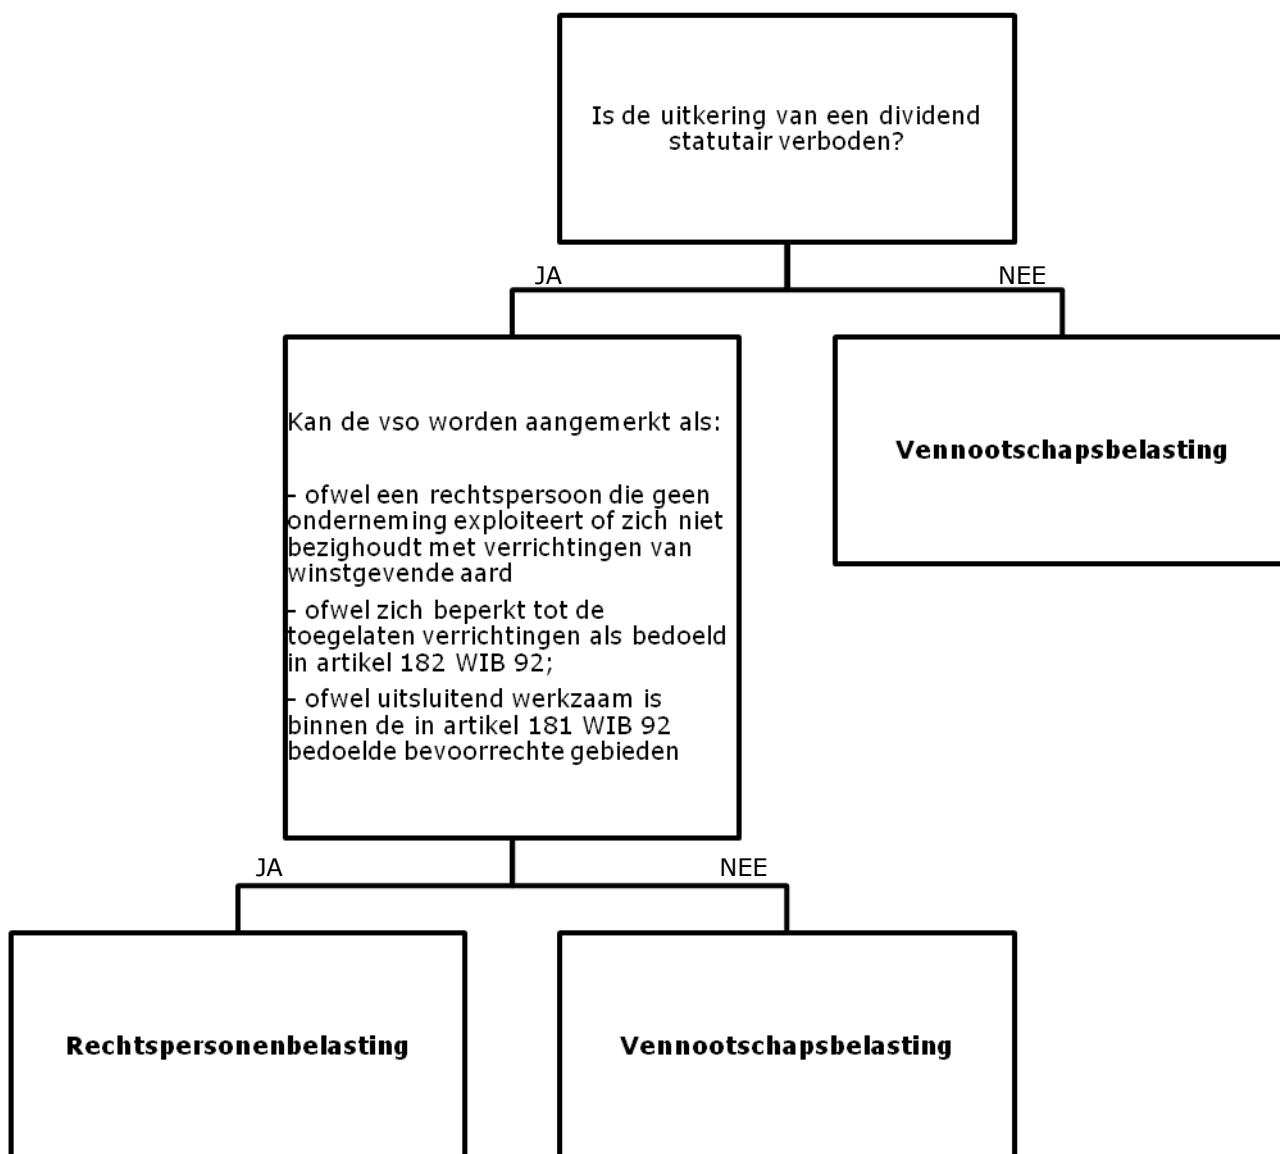 Is de uitkering van een dividend
statutair verboden?
JA
NEE
Kan de vso worden aangemerkt als:
- ofwel een rechtspersoon die geen
onderneming exploiteert of zich niet
bezighoudt met verrichtingen van
winstgevende aard
- ofwel zich beperkt tot de
toegelaten verrichtingen als bedoeld
in artikel 182 WIB 92;
- ofwel uitsluitend werkzaam is
binnen de in artikel 181 WIB 92
bedoelde bevoorrechte gebieden
Vennootschapsbelasting
JA
NEE
Rechtspersonenbelasting
Vennootschapsbelasting